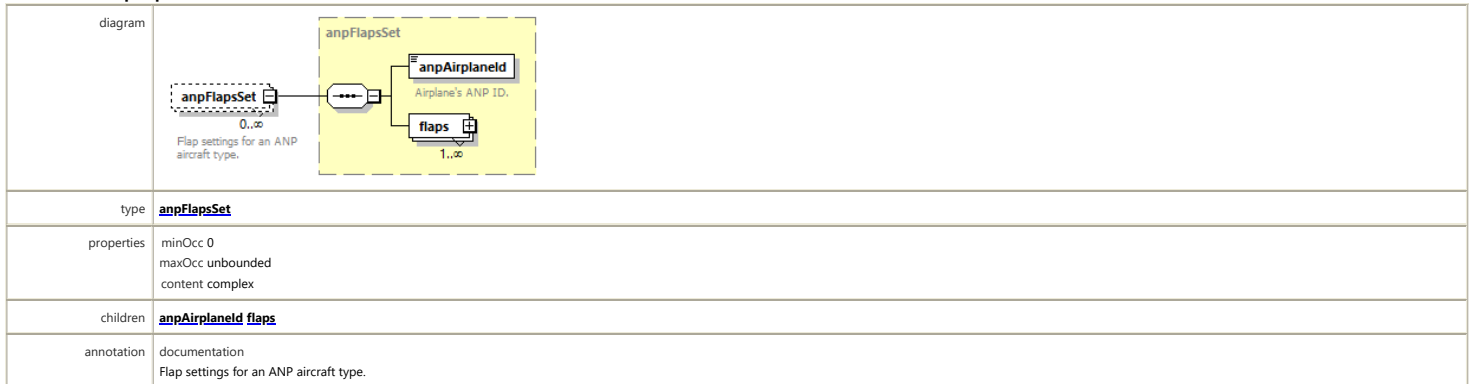 diagram
anpFlapsSet
anpAirplaneId
Airplane's ANP ID.
anpFlapsSet
0..∞
Flap settings for an ANP
aircraft type.
flaps
1..∞
type anpFlapsSet
properties minOcc 0
maxOcc unbounded
content complex
children anpAirplaneId flaps
annotation documentation
Flap settings for an ANP aircraft type.